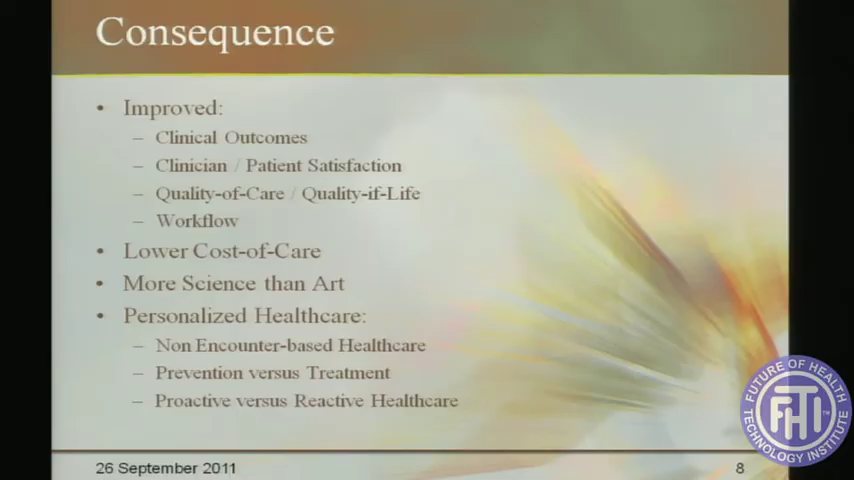 Consequence
• Improved:
– Clinical Outcomes
– Clinician / Patient Satisfaction
– Quality-of-Care / Quality-if-Life
– Workflow
• Lower Cost-of-Care
• More Science than Art
• Personalized Healthcare:
– Non Encounter-based Healthcare
– Prevention versus Treatment
– Proactive versus Reactive Healthcare
26 September 2011
8
FUTURE OF HEALTH
FHTI
TM
TECHNOLOGY INSTITUTE